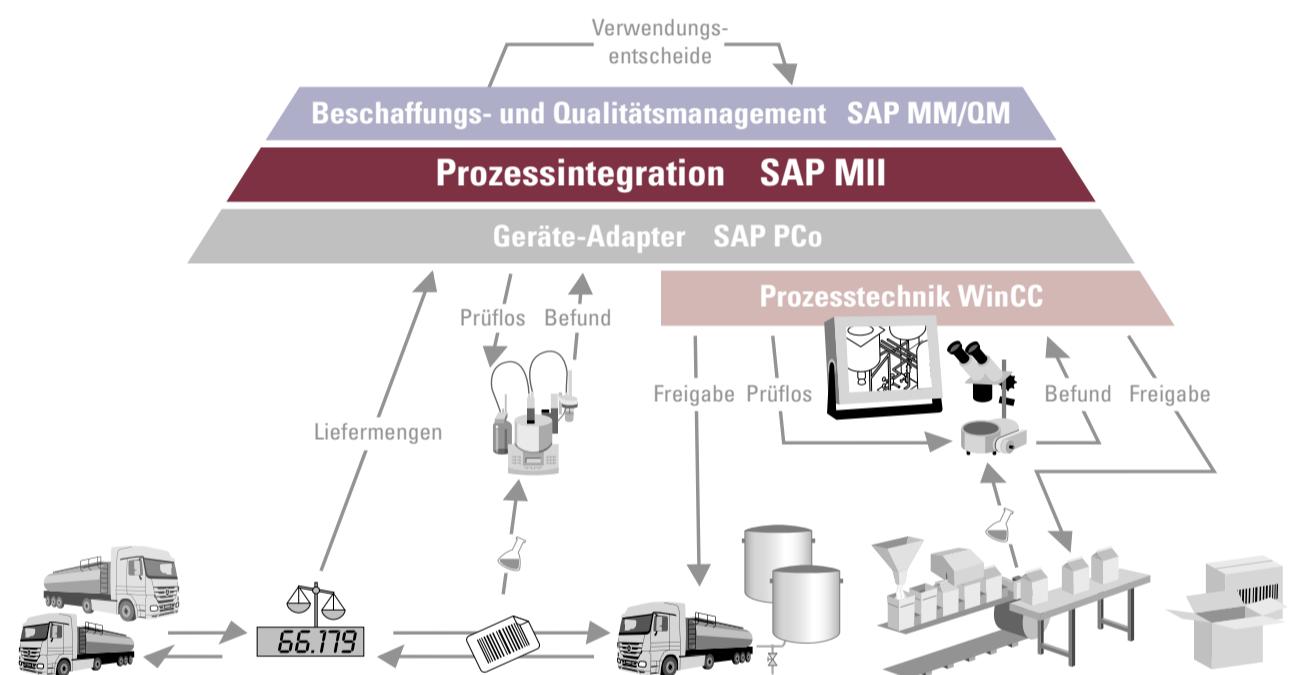 Verwendungs-
entscheide
Beschaffungs- und Qualitätsmanagement SAP MM/QM
Prozessintegration SAP MII
Geräte-Adapter SAP PCo
Prozesstechnik WinCC
Prüflos Befund
Freigabe Prüflos Befund Freigabe
Liefermengen
66.779